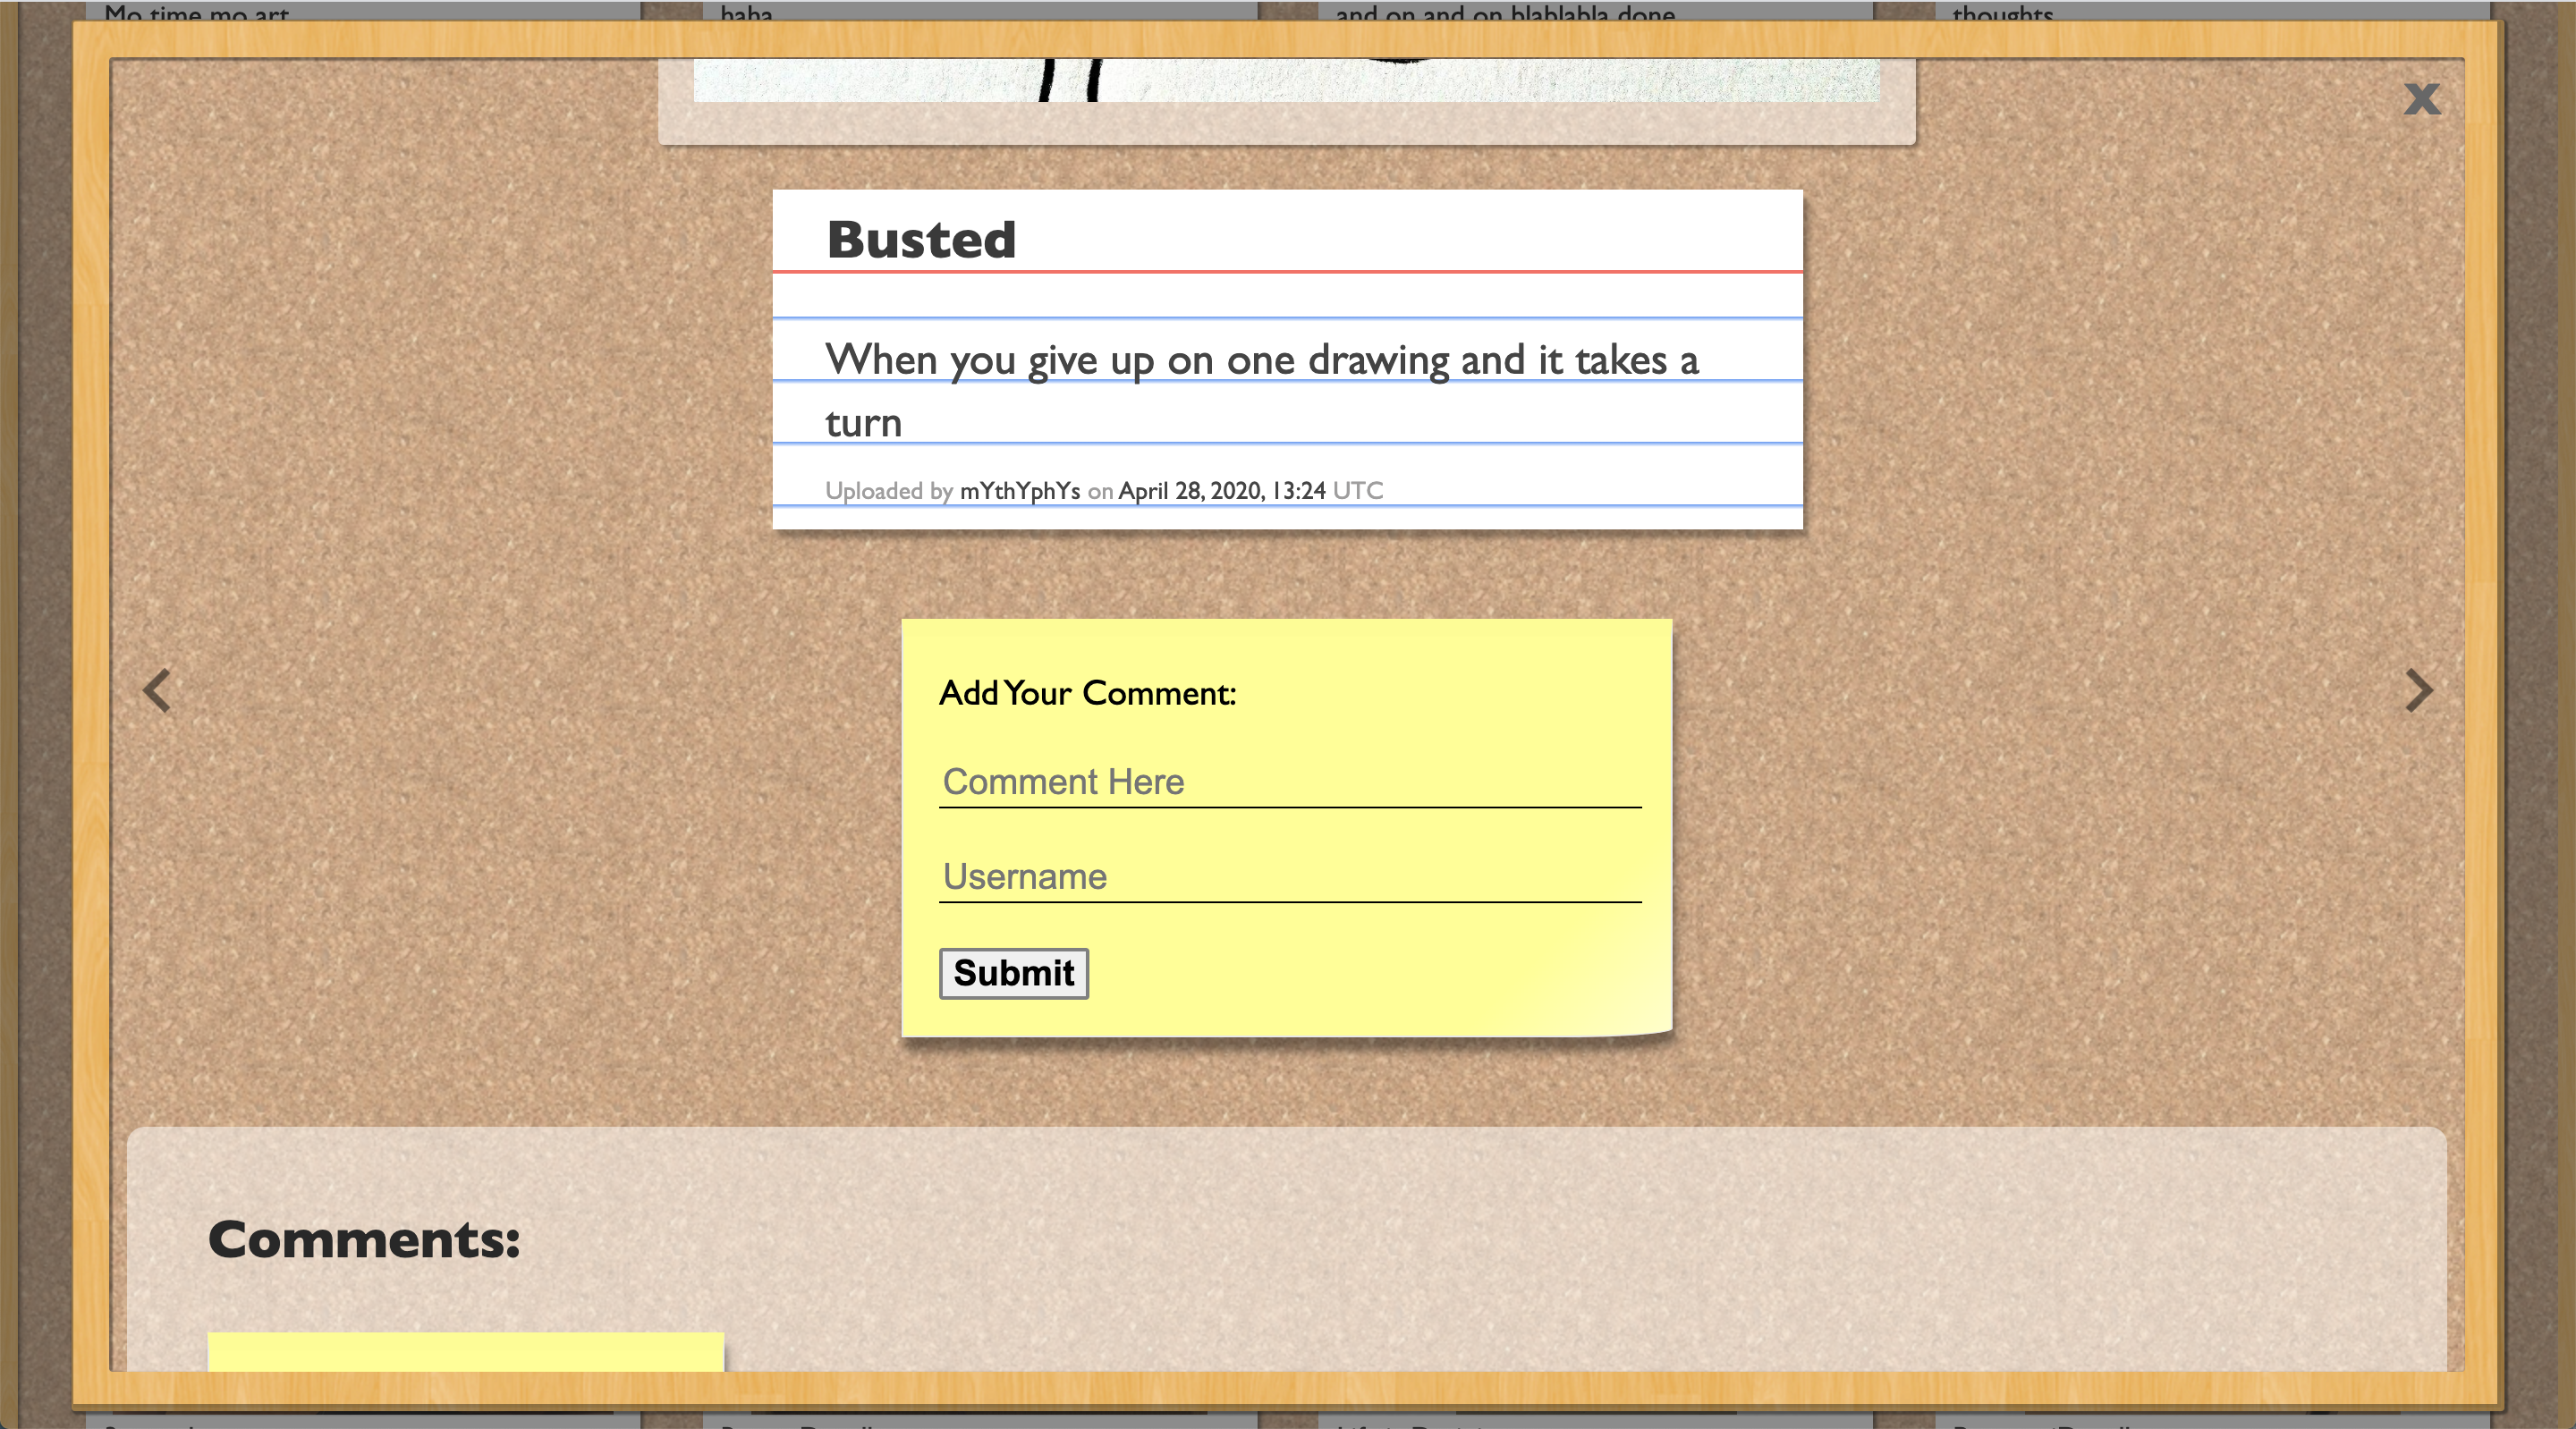 Mo time mo art
haha
and on and on blablabla done
thoughts
x
Busted
When you give up on one drawing and it takes a
turn
Uploaded by mYthYphYs on April 28, 2020, 13:24 UTC
Add Your Comment:
Comment Here
Username
Submit
Comments: